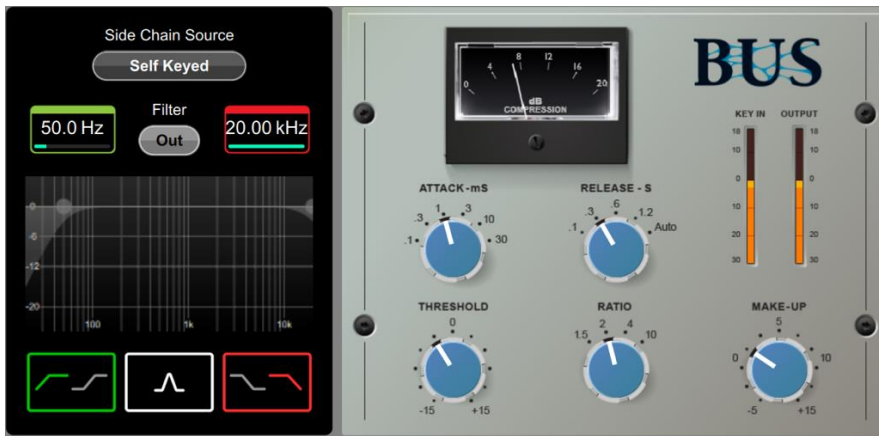 Side Chain Source
Self Keyed
50.0 Hz
Filter
Out
20.00 kHz
0
-6
-12
-20
100
1k
10k
0
4
8
12
16
20
dB
COMPRESSION
BUS
KEY IN
OUTPUT
18
18
10
10
0
0
10
10
20
20
30
30
ATTACK-mS
.1
.3
1
3
10
30
RELEASE - S
.1
.3
.6
1.2
Auto
THRESHOLD
0
-15
+15
RATIO
1.5
2
4
10
MAKE-UP
0
5
10
-5
+15